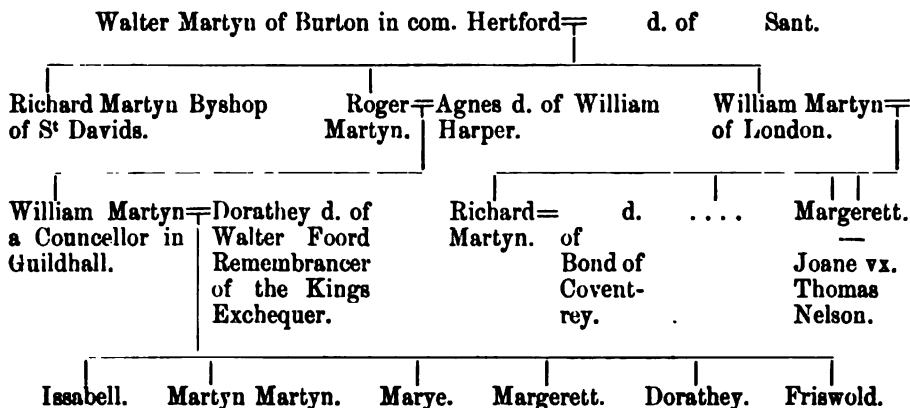 Walter Martyn of Burton in com. Hertford= d. of Sant.
Richard Martyn Byshop
of Sᵗ Davids.
Roger=Agnes d. of William
Martyn. Harper.
William Martyn=
of London.
William Martyn=Dorathey d. of
a Councellor in Walter Foord
Guildhall. Remembrancer
of the Kings
Exchequer.
Richard= d.
Martyn. of
Bond of
Covent-
rey.
. . . .
Margerett.
—
Joane vx.
Thomas
Nelson.
Issabell. Martyn Martyn. Marye. Margerett. Dorathey. Friswold.